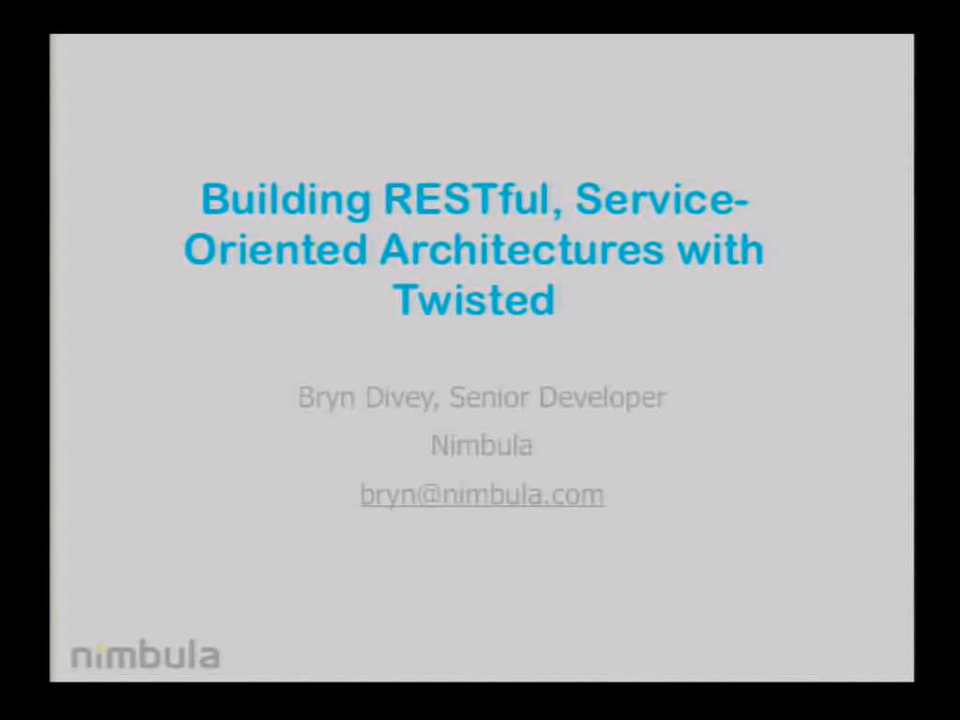 Building RESTful, Service-
Oriented Architectures with
Twisted
Bryn Divey, Senior Developer
Nimbula
bryn@nimbula.com
nimbula